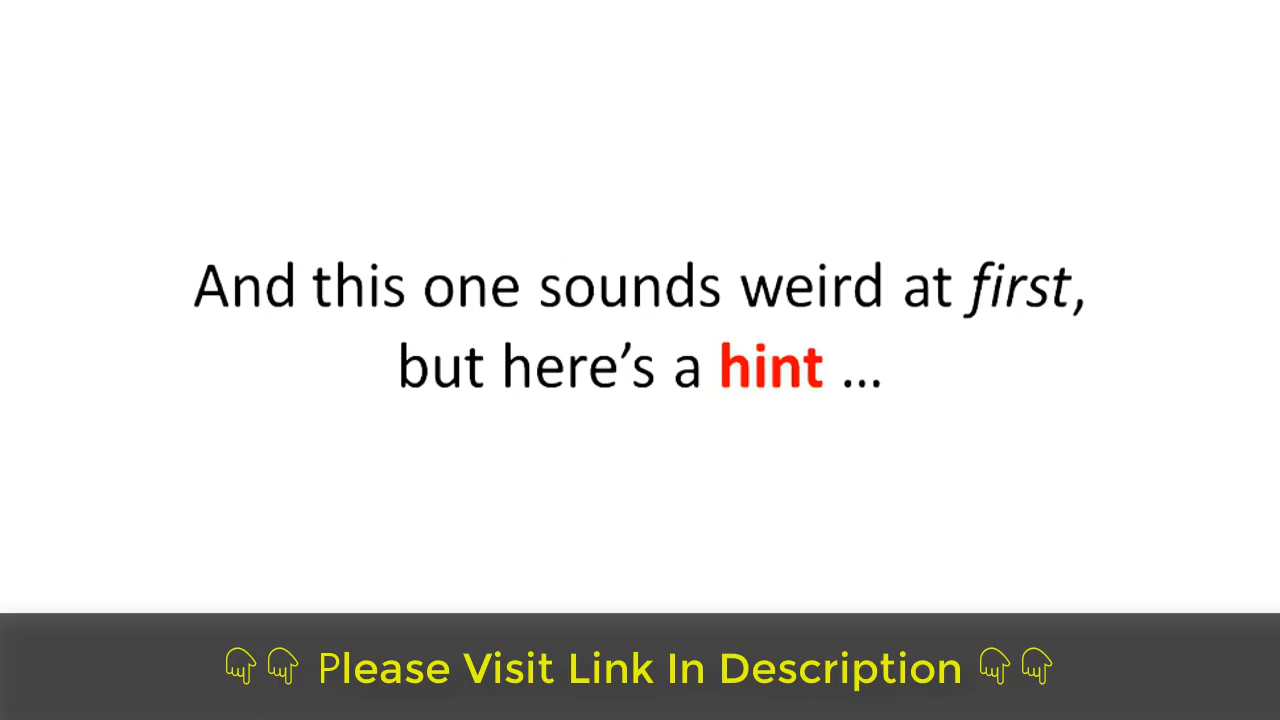 And this one sounds weird at first,
but here’s a hint ...
👇👇 Please Visit Link In Description 👇👇